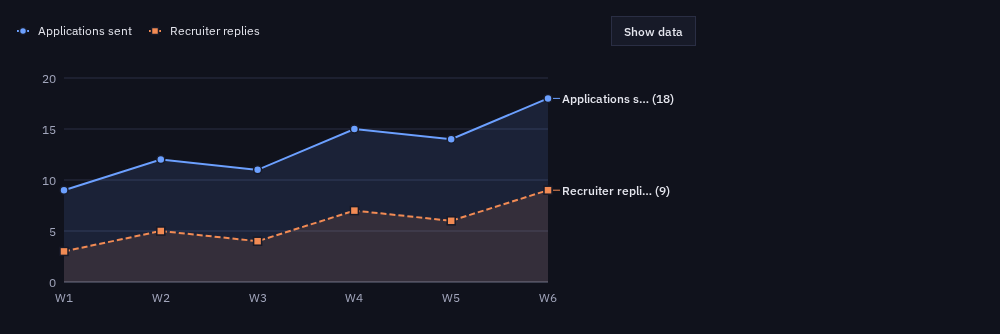 Applications sent
Recruiter replies
Show data
20
15
10
5
0
Applications s... (18)
Recruiter repli... (9)
W1 W2 W3 W4 W5 W6